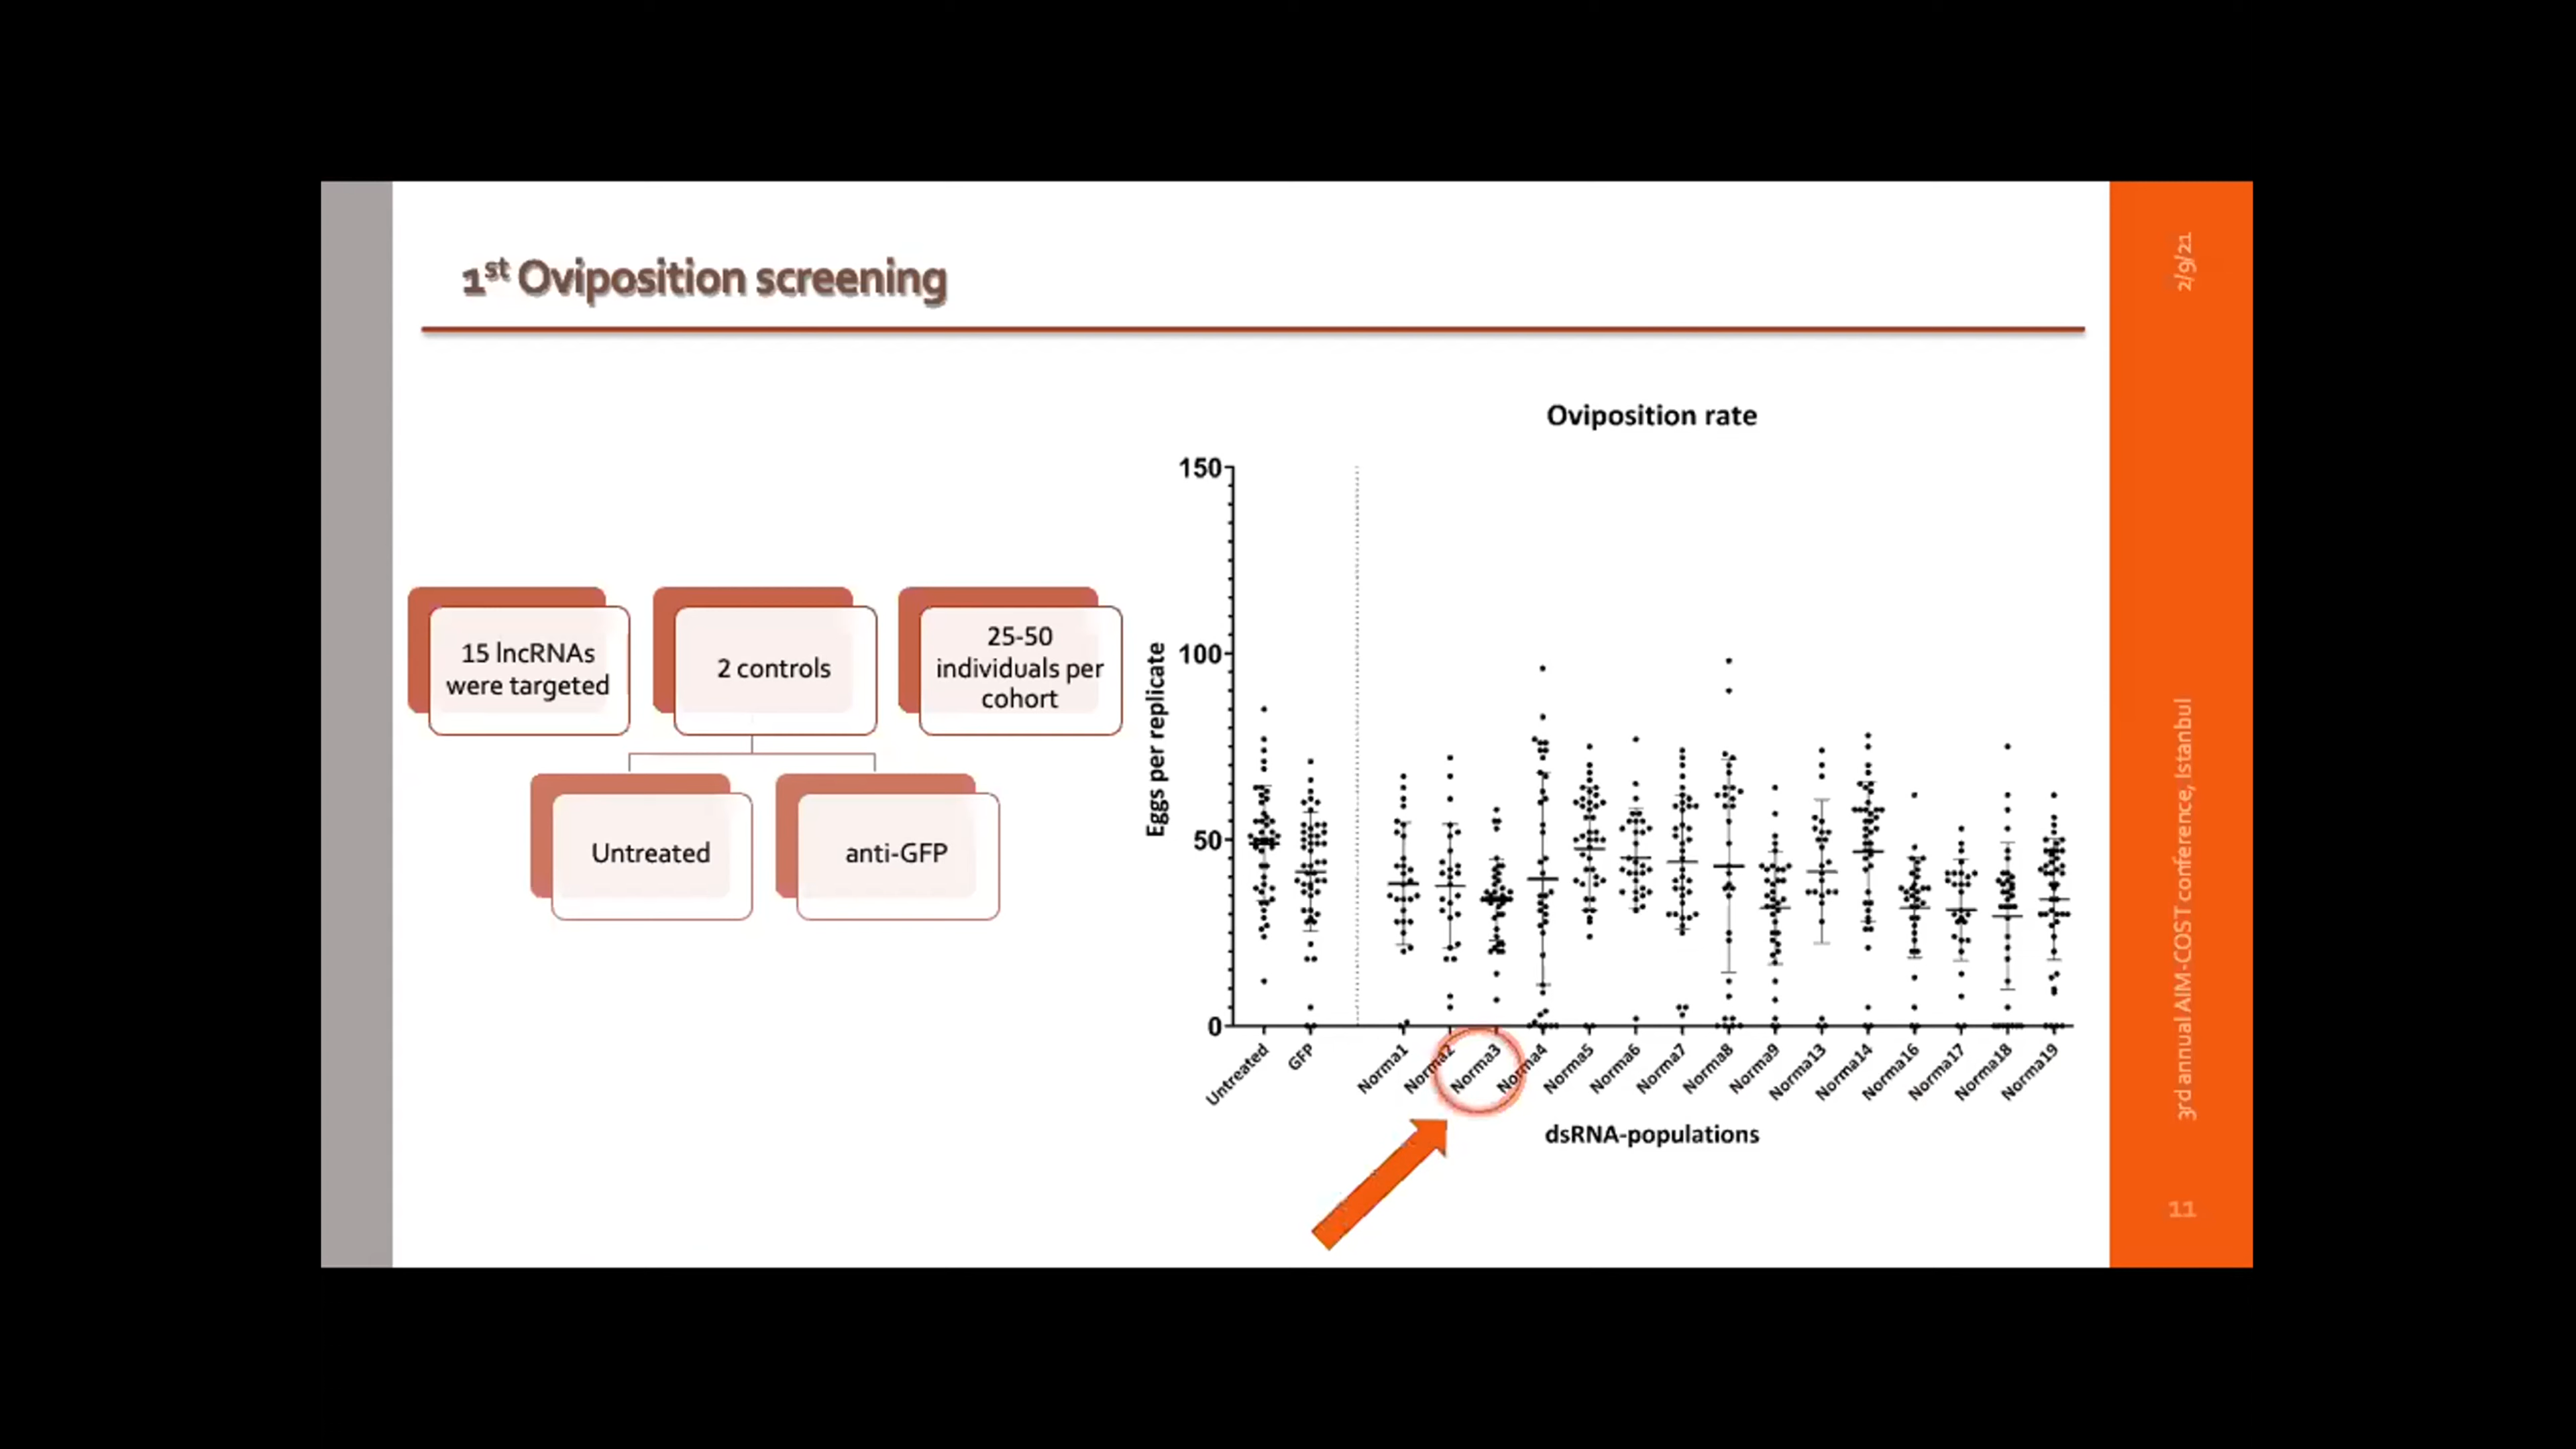 1st Oviposition screening
2/9/21
15 lncRNAs
were targeted
2 controls
25-50
individuals per
cohort
Untreated
anti-GFP
Oviposition rate
Eggs per replicate
150
100
50
0
Untreated
GFP
Norma1
Norma2
Norma3
Norma4
Norma5
Norma6
Norma7
Norma8
Norma9
Norma13
Norma14
Norma16
Norma17
Norma18
Norma19
dsRNA-populations
3rd annual AIM-COST conference, Istanbul
11